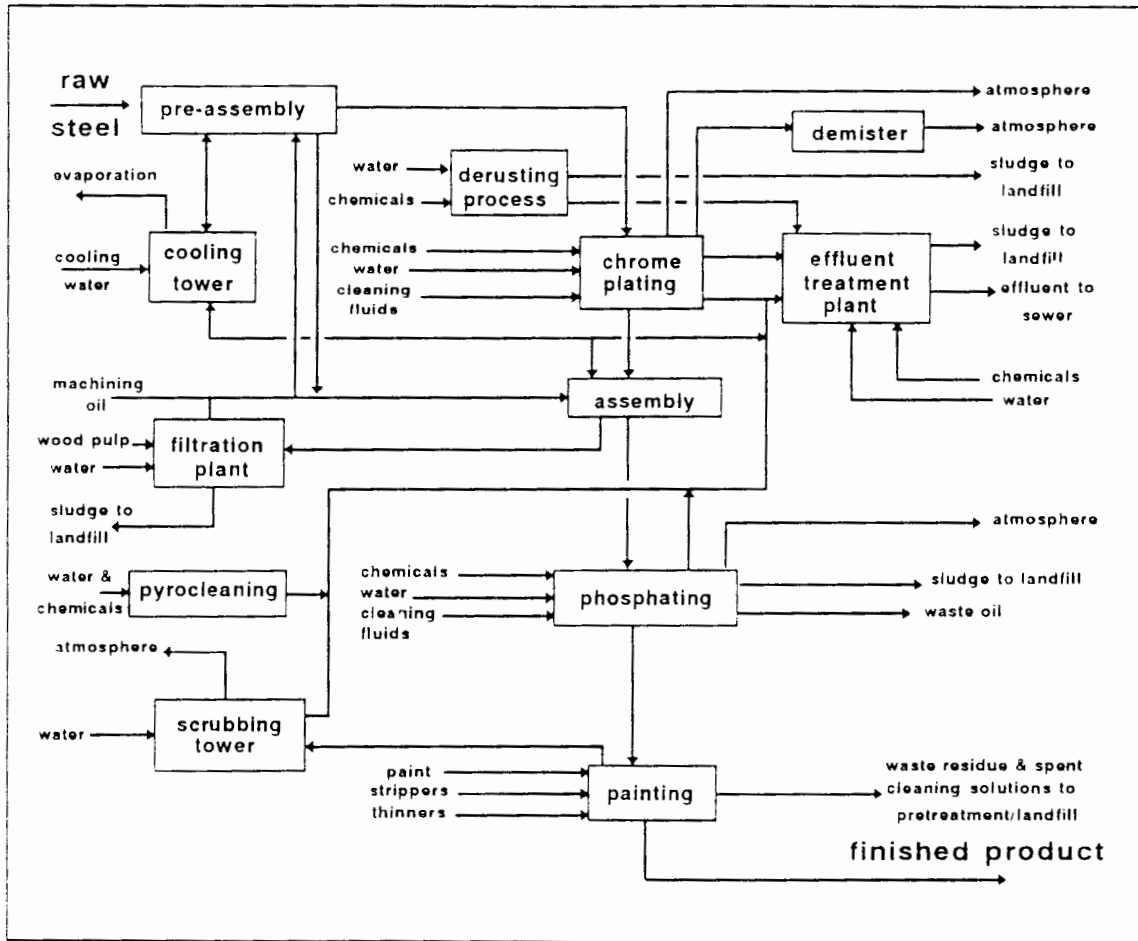 raw
steel
pre-assembly
atmosphere
demister
atmosphere
water
chemicals
derusting
process
sludge to
landfill
evaporation
cooling
water
cooling
tower
chemicals
water
cleaning
fluids
chrome
plating
effluent
treatment
plant
sludge to
landfill
effluent to
sewer
chemicals
water
machining
oil
assembly
wood pulp
water
filtration
plant
sludge to
landfill
atmosphere
water &
chemicals
pyrocleaning
chemicals
water
cleaning
fluids
phosphating
sludge to landfill
waste oil
atmosphere
water
scrubbing
tower
paint
strippers
thinners
painting
waste residue & spent
cleaning solutions to
pretreatment/landfill
finished product